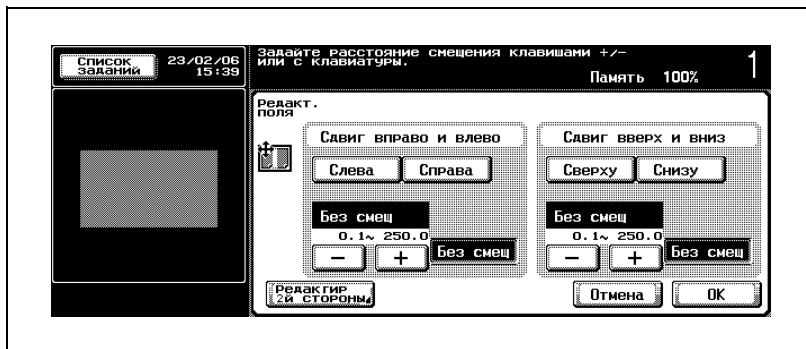 Список
заданий
23/02/06
15:39
Задайте расстояние смещения клавишами +/-
или с клавиатуры.
Память 100%
1
Редакт.
поля
Сдвиг вправо и влево
Слева Справа
Без смещ
0.1~ 250.0
− + Без смещ
Сдвиг вверх и вниз
Сверху Снизу
Без смещ
0.1~ 250.0
− + Без смещ
Редактир
2й стороны
Отмена OK